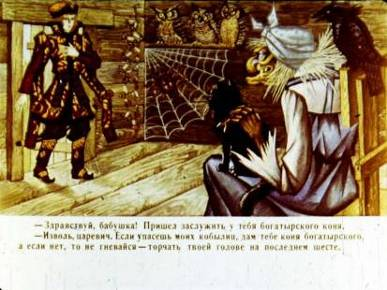 — Здравствуй, бабушка! Пришел заслужить у тебя богатырского коня.
— Изволь, царевич. Если упасешь моих кобылиц, дам тебе коня богатырского,
а если нет, то не гневайся — торчать твоей голове на последнем шесте.